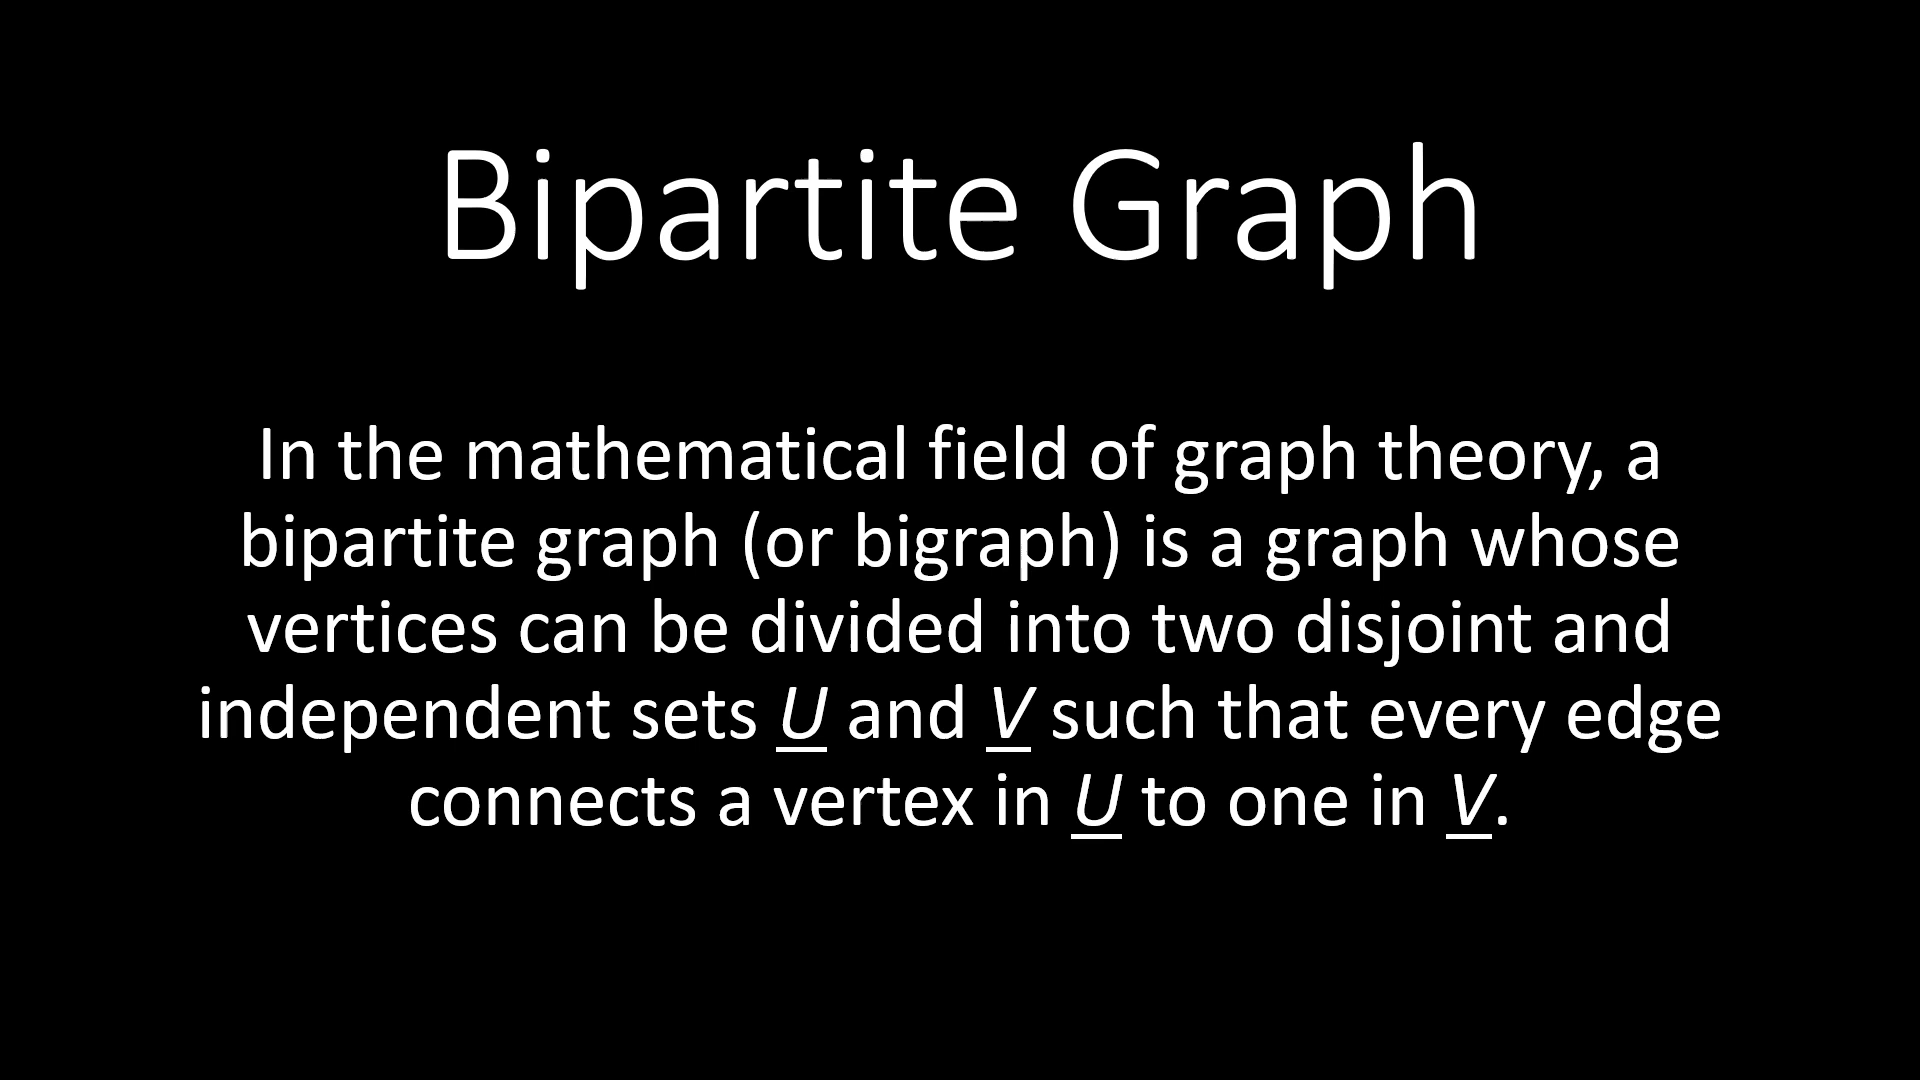 Bipartite Graph
In the mathematical field of graph theory, a
bipartite graph (or bigraph) is a graph whose
vertices can be divided into two disjoint and
independent sets U and V such that every edge
connects a vertex in U to one in V.